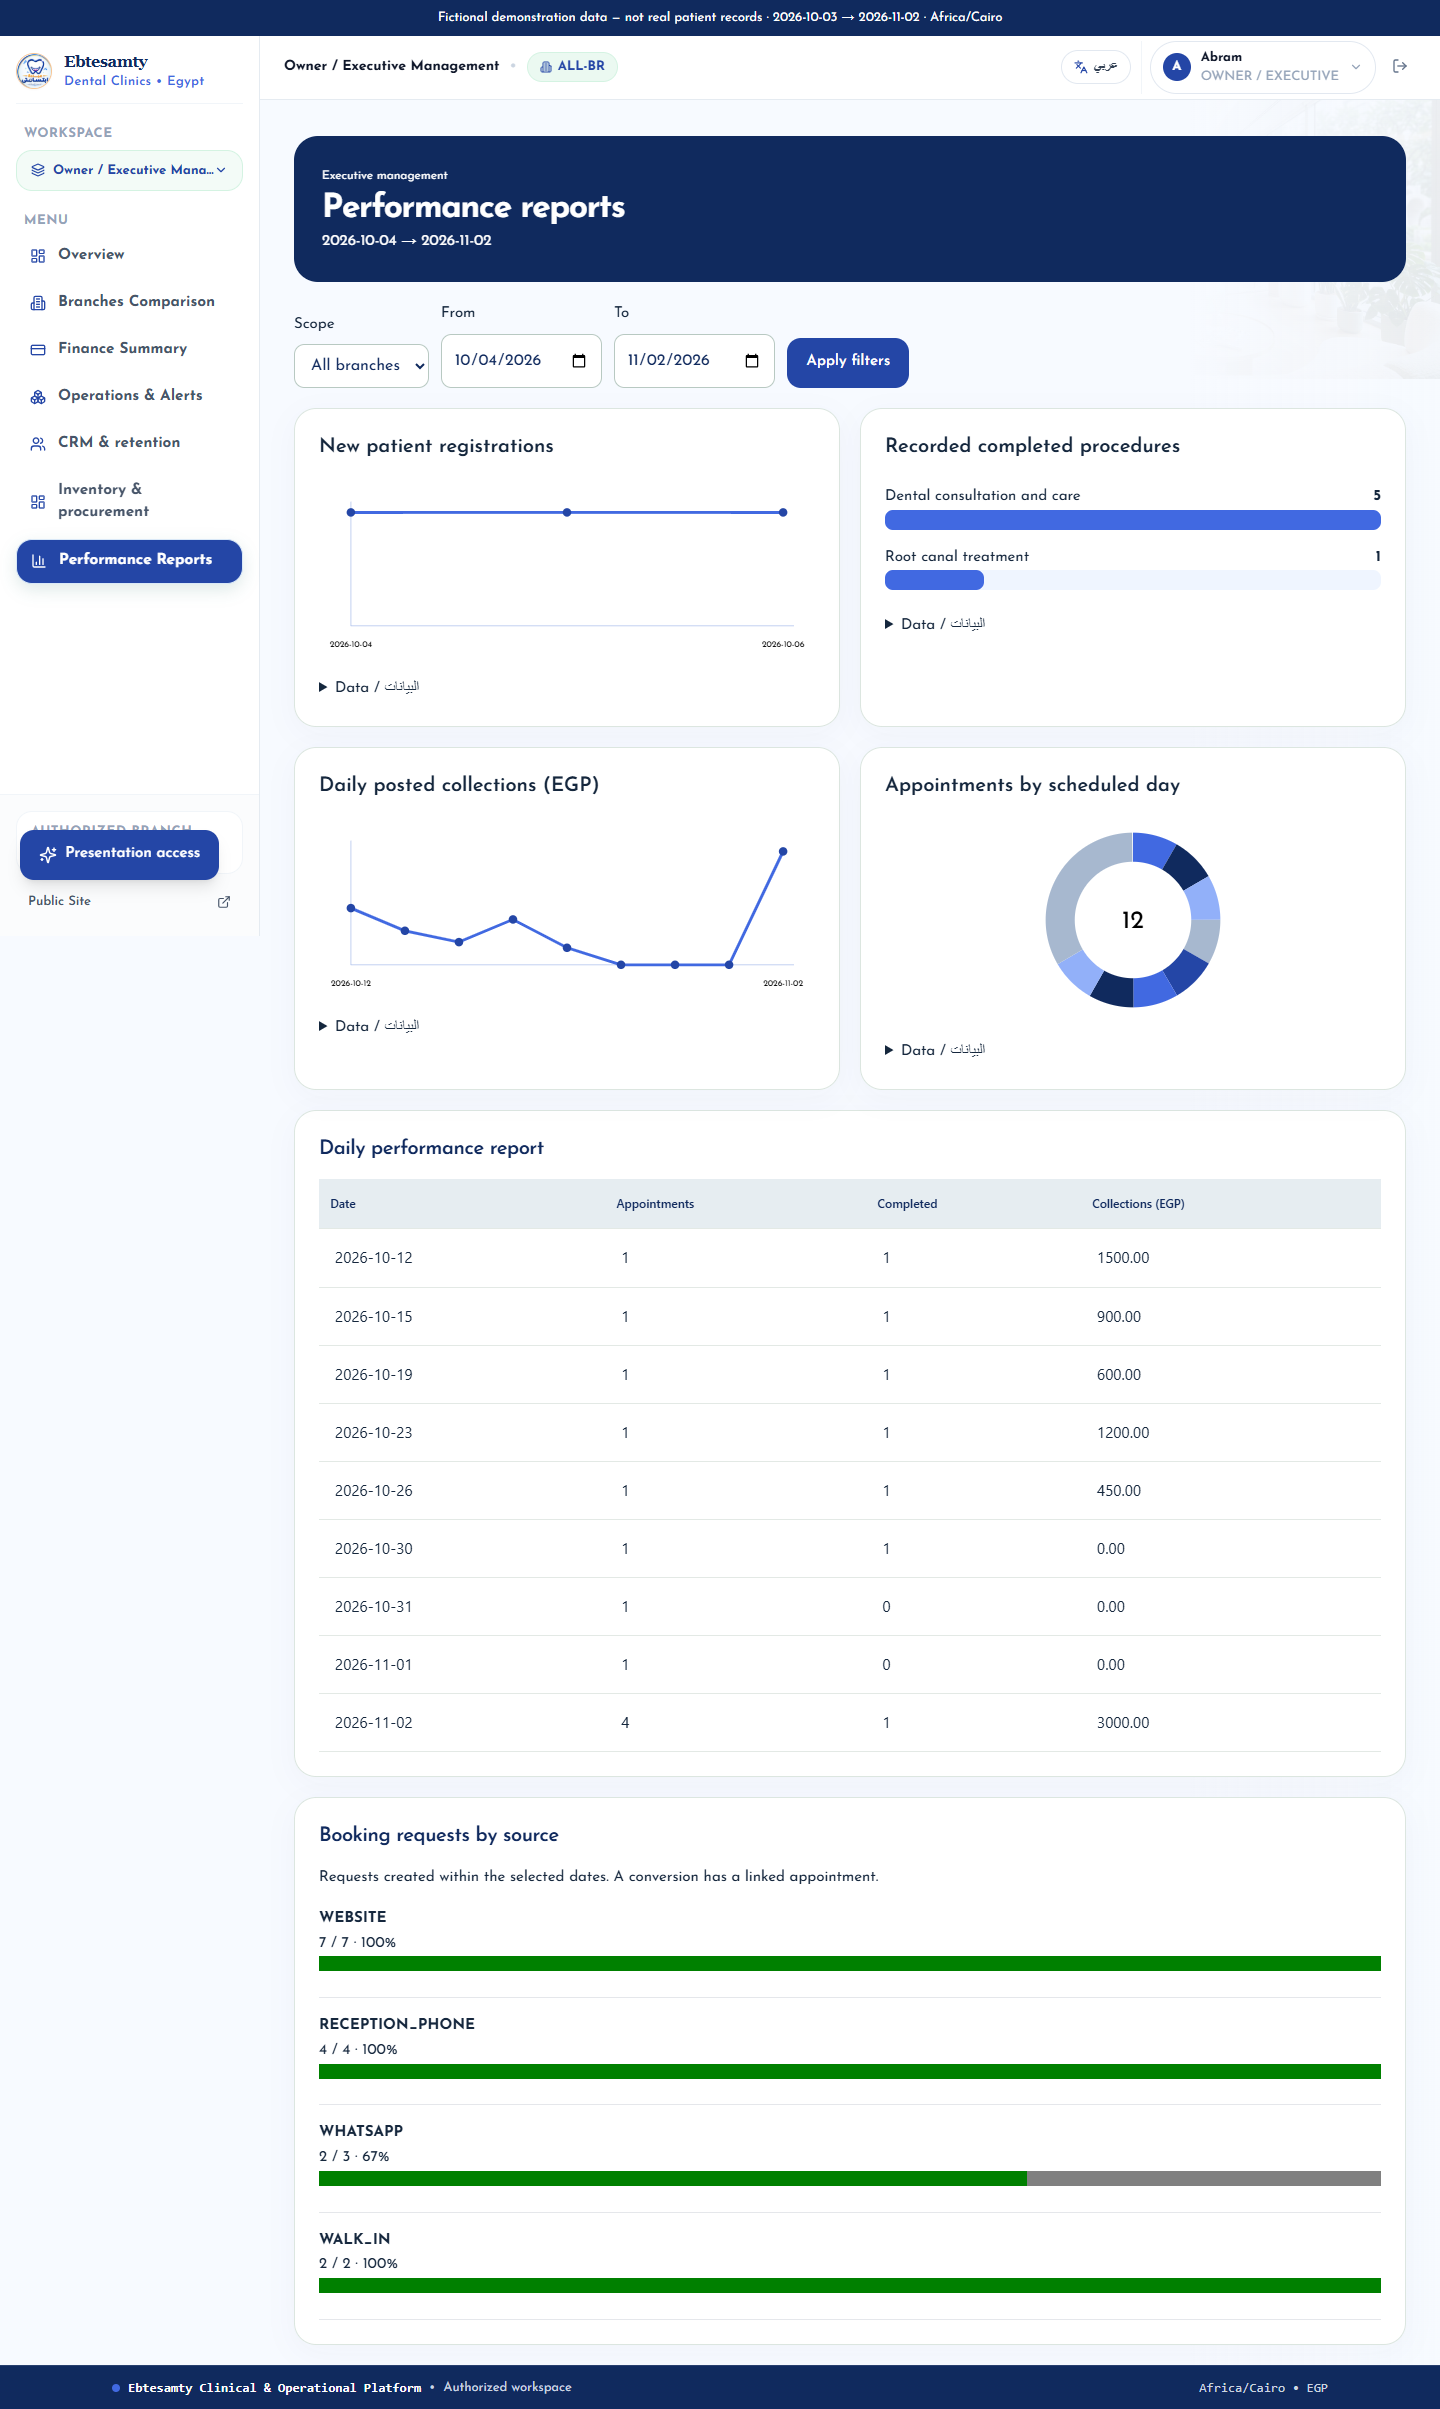 Fictional demonstration data — not real patient records · 2026-10-03 → 2026-11-02 · Africa/Cairo
Ebtesamty
Dental Clinics • Egypt
Owner / Executive Management • ALL-BR
عربي
A
Abram
OWNER / EXECUTIVE
WORKSPACE
Owner / Executive Mana...
MENU
Overview
Branches Comparison
Finance Summary
Operations & Alerts
CRM & retention
Inventory &
procurement
Performance Reports
Presentation access
Public Site
Executive management
Performance reports
2026-10-04 → 2026-11-02
Scope
From
To
All branches
10/04/2026
11/02/2026
Apply filters
New patient registrations
2026-10-04
2026-10-06
Data / البيانات
Recorded completed procedures
Dental consultation and care 5
Root canal treatment 1
Data / البيانات
Daily posted collections (EGP)
2026-10-12
2026-11-02
Data / البيانات
Appointments by scheduled day
12
Data / البيانات
Daily performance report
Date Appointments Completed Collections (EGP)
2026-10-12 1 1 1500.00
2026-10-15 1 1 900.00
2026-10-19 1 1 600.00
2026-10-23 1 1 1200.00
2026-10-26 1 1 450.00
2026-10-30 1 1 0.00
2026-10-31 1 0 0.00
2026-11-01 1 0 0.00
2026-11-02 4 1 3000.00
Booking requests by source
Requests created within the selected dates. A conversion has a linked appointment.
WEBSITE
7 / 7 · 100%
RECEPTION_PHONE
4 / 4 · 100%
WHATSAPP
2 / 3 · 67%
WALK_IN
2 / 2 · 100%
Ebtesamty Clinical & Operational Platform • Authorized workspace
Africa/Cairo • EGP